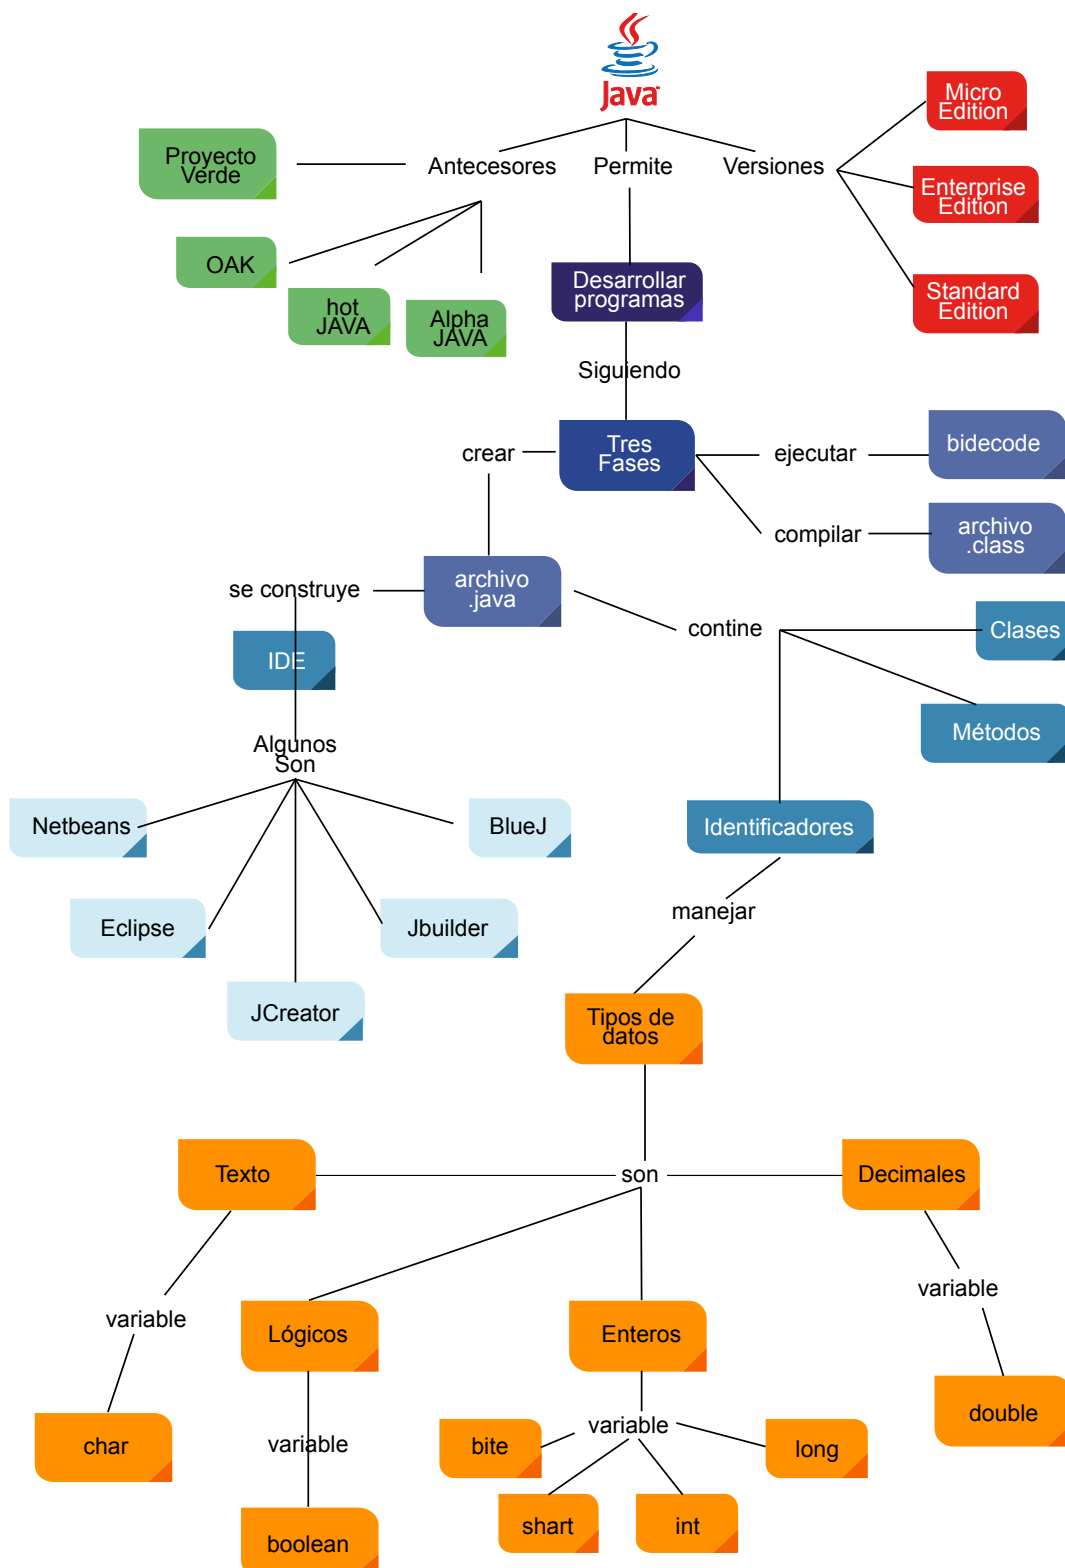 Java
Micro
Edition
Proyecto
Verde
Antecesores
Permite
Versiones
Enterprise
Edition
OAK
hot
JAVA
Alpha
JAVA
Desarrollar
programas
Standard
Edition
Siguiendo
crear
Tres
Fases
ejecutar
bidecode
compilar
archivo
.class
se construye
archivo
.java
contine
Clases
IDE
Métodos
Algunos
Son
Netbeans
BlueJ
Identificadores
Eclipse
Jbuilder
manejar
JCreator
Tipos de
datos
Texto
son
Decimales
variable
variable
Lógicos
Enteros
double
char
variable
bite
variable
long
shart
int
boolean